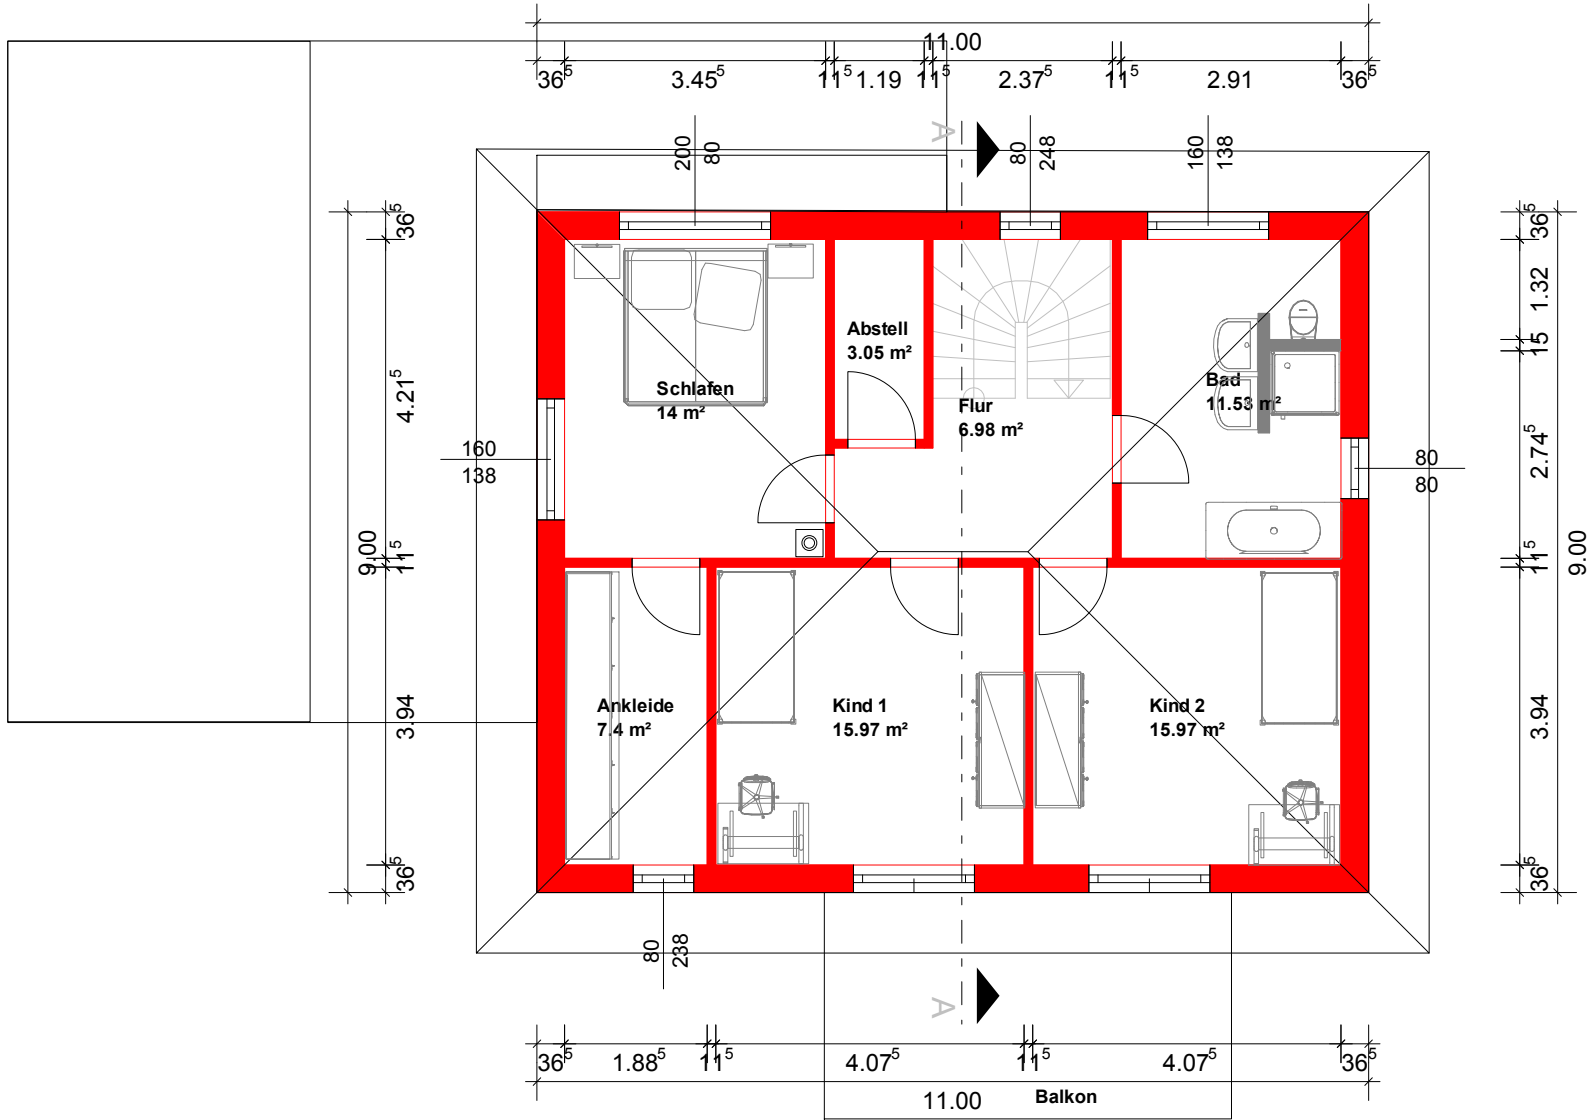 11.00
36⁵ 3.45⁵ 11⁵ 1.19 11⁵ 2.37⁵ 11⁵ 2.91 36⁵
200
80
A
80
248
160
138
36⁵
4.21⁵
11⁵
3.94
36⁵
9.00
160
138
Schlafen
14 m²
Abstell
3.05 m²
Flur
6.98 m²
Bad
11.53 m²
Ankleide
7.4 m²
Kind 1
15.97 m²
Kind 2
15.97 m²
80
80
36⁵
1.32
15
2.74⁵
11⁵
3.94
36⁵
9.00
80
238
A
36⁵ 1.88⁵ 11⁵ 4.07⁵ 11⁵ 4.07⁵ 36⁵
11.00
Balkon